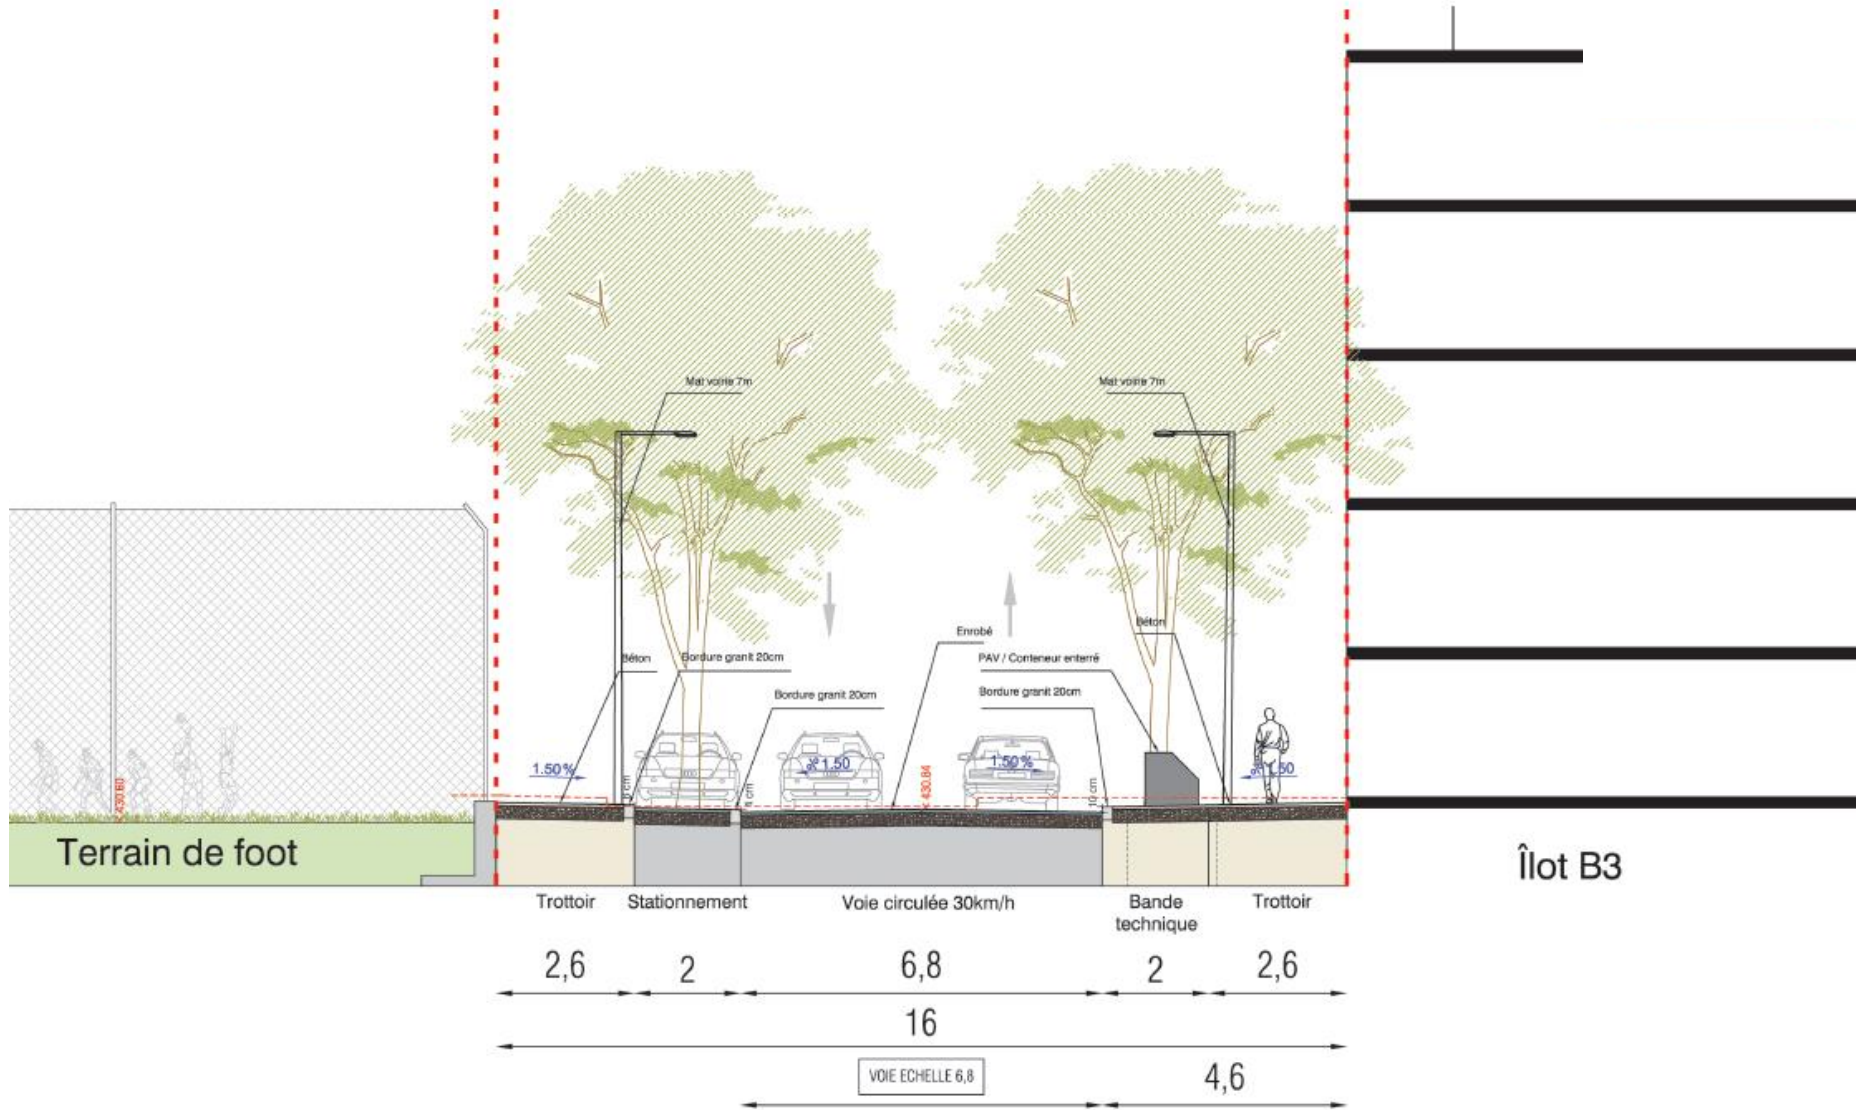 Mat voirie 7m
Mat voirie 7m
Enrobé
Béton
Béton
Bordure granit 20cm
PAV / Conteneur enterré
Bordure granit 20cm
Bordure granit 20cm
1.50%
% 1.50
1.50%
% 1.50
430.60
430.84
10 cm
Terrain de foot
Îlot B3
Trottoir
Stationnement
Voie circulée 30km/h
Bande
technique
Trottoir
2,6
2
6,8
2
2,6
16
VOIE ECHELLE 6,8
4,6